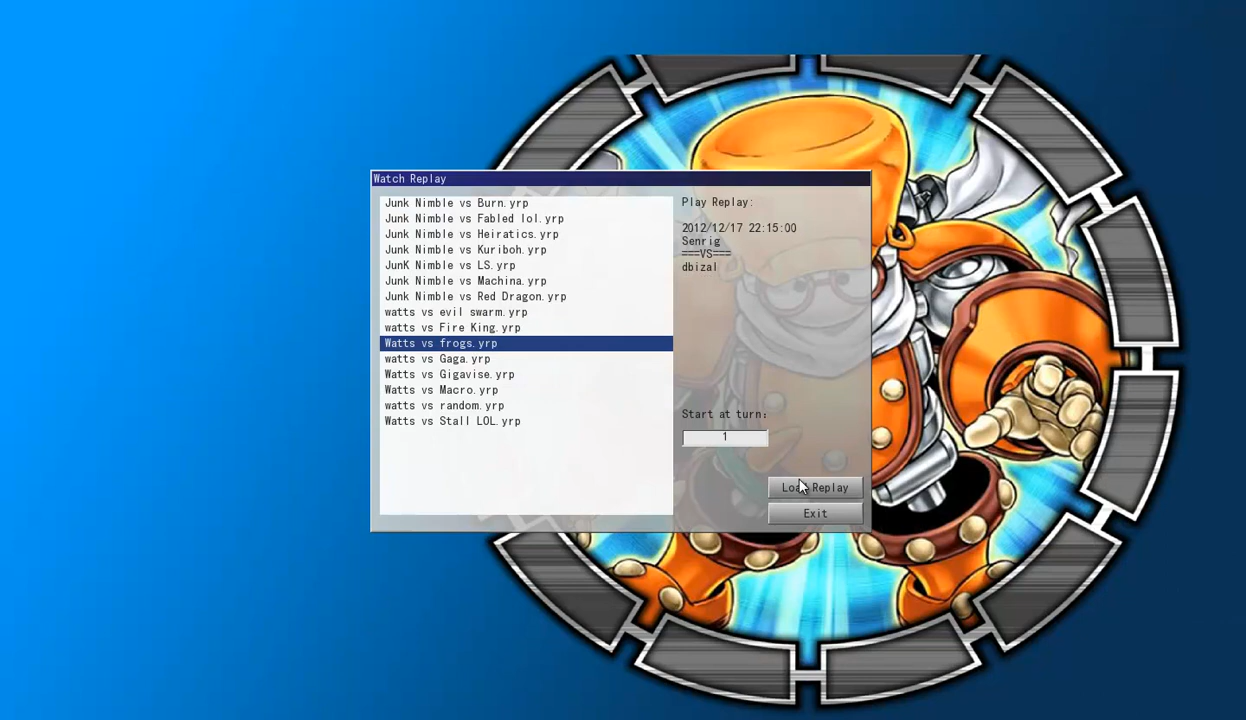 Watch Replay
Junk Nimble vs Burn.yrp
Junk Nimble vs Fabled lol.yrp
Junk Nimble vs Heiratics.yrp
Junk Nimble vs Kuriboh.yrp
JunK Nimble vs LS.yrp
Junk Nimble vs Machina.yrp
Junk Nimble vs Red Dragon.yrp
watts vs evil swarm.yrp
watts vs Fire King.yrp
Watts vs frogs.yrp
watts vs Gaga.yrp
Watts vs Gigavise.yrp
Watts vs Macro.yrp
watts vs random.yrp
Watts vs Stall LOL.yrp
Play Replay:
2012/12/17 22:15:00
Senrig
===VS===
dbizal
Start at turn:
1
Load Replay
Exit